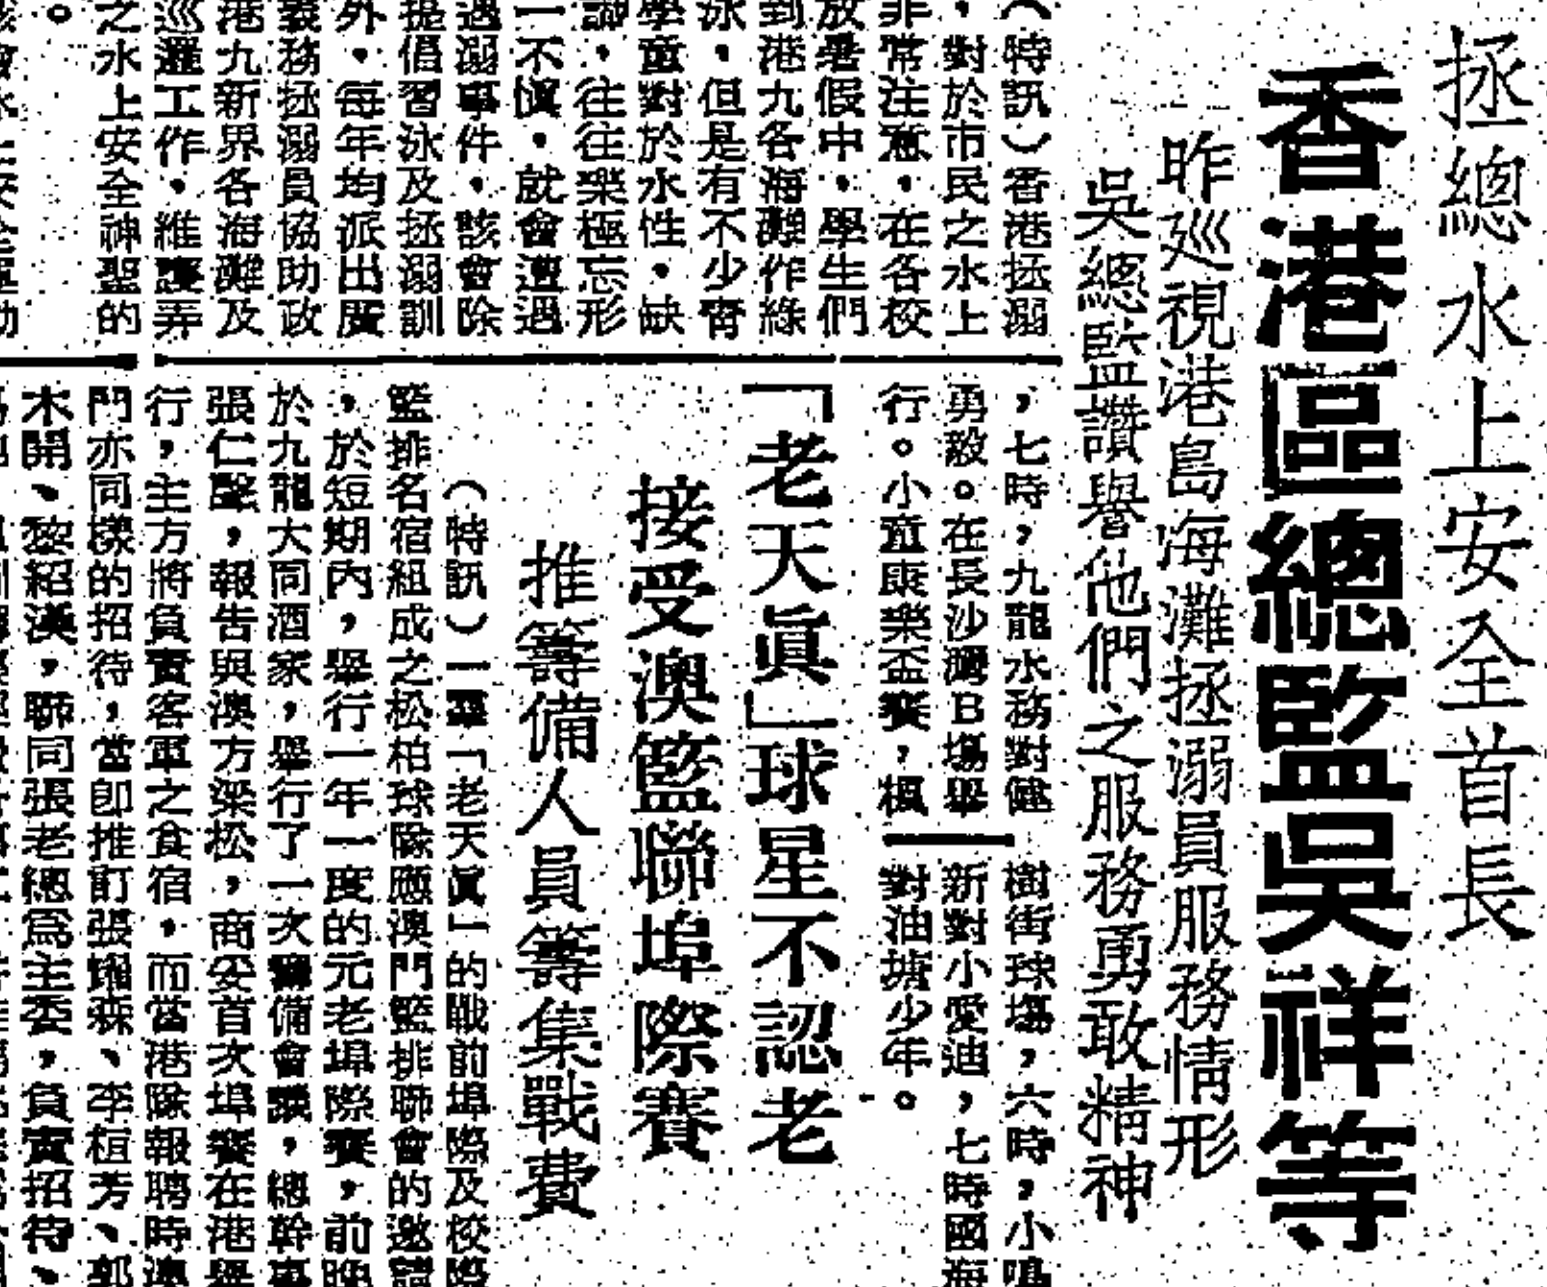 拯總水上安全首長
香港區總監吳祥等
昨巡視港島海灘拯溺員服務情形
吳總監讚譽他們之服務勇敢精神
（特訊）香港拯溺
，對於市民之水上
非常注意，在各校
放暑假中，學生們
到港九各海灘作綠
泳，但是有不少靑
學童對於水性，缺
識，往往樂極忘形
一不慎，就會遭遇
遇溺事件，該會除
提倡習泳及拯溺訓
外，每年均派出廣
義務拯溺員協助政
港九新界各海灘及
巡邏工作，維護弄
之水上安全神聖的
。
，七時，九龍水務對健
勇毅。在長沙灣B塲舉
行。小童康樂盃賽，楓
樹街球塲，六時，小鳴
新對小愛迪，七時國海
對油塘少年。
「老天眞」球星不認老
接受澳籃聯埠際賽
推籌備人員籌集戰費
（特訊）一羣「老天眞」的戰前埠際及校際
籃排名宿組成之松柏球隊應澳門籃排聯會的邀請
，於短期內，舉行一年一度的元老埠際賽，前晚
於九龍大同酒家，舉行了一次籌備會議，總幹事
張仁聲，報告與澳方梁松，商妥首次埠賽在港舉
行，主方將負責客軍之食宿，而當港隊報聘時澳
門亦同樣的招待，當卽推訂張耀森、李桓芳、郭
木開、黎紹漢，聯同張老總爲主委，負責招待、